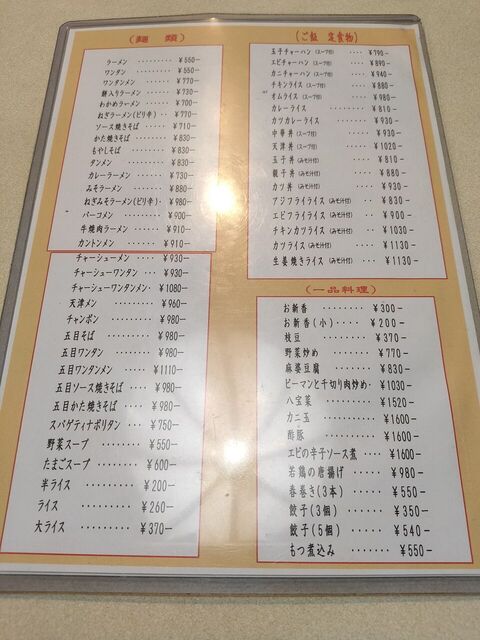 (麺 類)
ラーメン ········· ￥550−
ワンタン ········· ￥550−
ワンタンメン ······ ￥770−
餅入りラーメン ···· ￥730−
わかめラーメン ···· ￥700−
ねぎラーメン(ピリ辛) ·· ￥770−
ソース焼きそば ···· ￥710−
かた焼きそば ······ ￥830−
もやしそば ······· ￥830−
タンメン ········· ￥830−
カレーラーメン ···· ￥730−
みそラーメン ······ ￥880−
ねぎみそラーメン(ピリ辛) ￥980−
パーコメン ······· ￥900−
牛焼肉ラーメン ···· ￥910−
カントンメン ······ ￥910−
チャーシューメン ·· ￥930−
チャーシューワンタン ·· ￥930−
チャーシューワンタンメン· ￥1080−
天津メン ········ ￥960−
チャンポン ······· ￥980−
五目そば ········ ￥980−
五目ワンタン ······ ￥980−
五目ワンタンメン ··· ￥1110−
五目ソース焼きそば ·· ￥980−
五目かた焼きそば ··· ￥980−
スパゲティナポリタン ·· ￥750−
野菜スープ ······· ￥550−
たまごスープ ······ ￥600−
半ライス ········ ￥200−
ライス ·········· ￥260−
大ライス ········ ￥370−
(ご飯 定食物)
玉子チャーハン(スープ付) ·· ￥790−
エビチャーハン(スープ付) ·· ￥890−
カニチャーハン(スープ付) ·· ￥940−
チキンライス(スープ付) ··· ￥880−
オムライス(スープ付) ···· ￥980−
カレーライス ········ ￥810−
カツカレーライス ····· ￥930−
中華丼(スープ付) ······ ￥930−
天津丼(スープ付) ······ ￥1020−
玉子丼(みそ汁付) ······ ￥810−
親子丼(みそ汁付) ······ ￥880−
カツ丼(みそ汁付) ······ ￥930−
アジフライライス(みそ汁付) · ￥830−
エビフライライス(みそ汁付) · ￥900−
チキンカツライス(みそ汁付) · ￥1030−
カツライス(みそ汁付) ···· ￥1130−
生姜焼きライス(みそ汁付) ·· ￥1130−
(一品料理)
お新香 ········ ￥300−
お新香(小) ···· ￥200−
枝豆 ·········· ￥370−
野菜炒め ······· ￥770−
麻婆豆腐 ······· ￥830−
ピーマンと千切り肉炒め· ￥1030−
八宝菜 ········ ￥1520−
カニ玉 ········ ￥1600−
酢豚 ·········· ￥1600−
エビの辛子ソース煮 ·· ￥1600−
若鶏の唐揚げ ····· ￥980−
春巻き(3本) ···· ￥550−
餃子(3個) ····· ￥350−
餃子(5個) ····· ￥540−
もつ煮込み ······ ￥550−